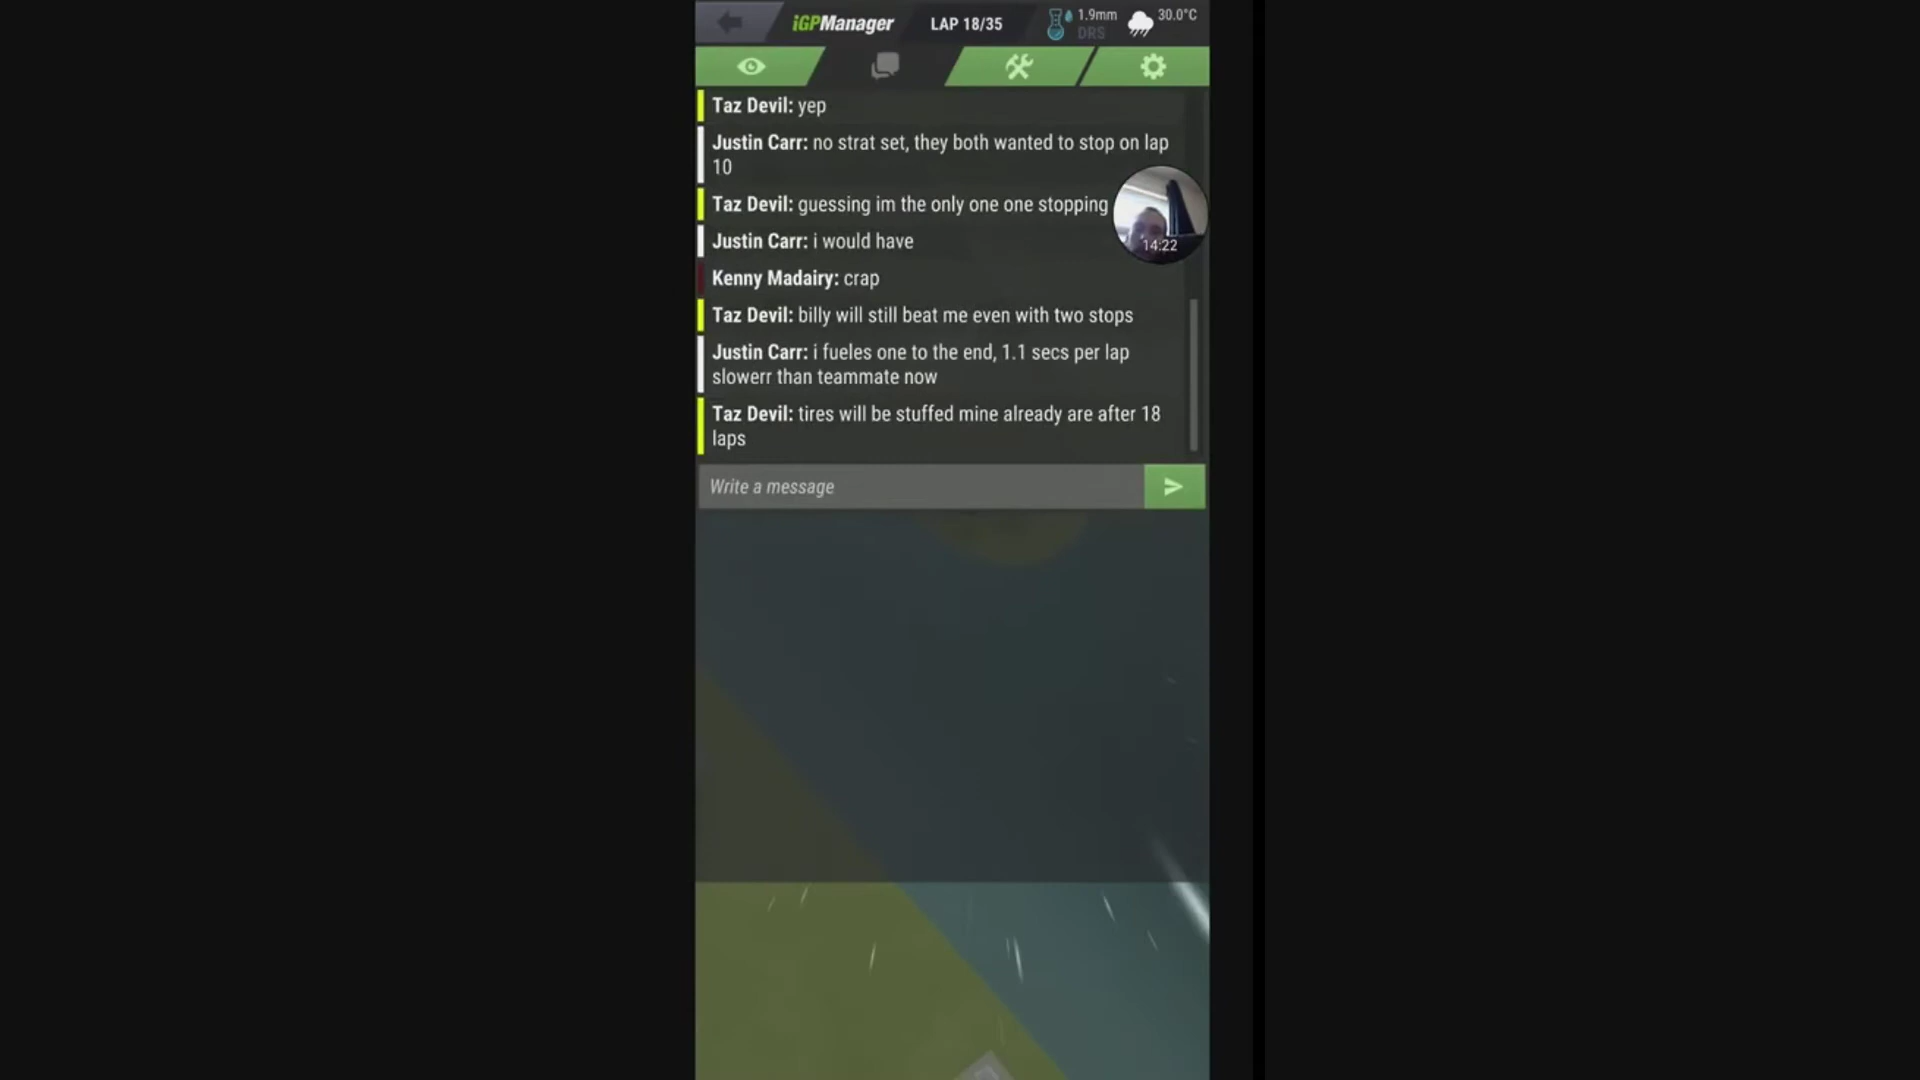 iGPManager LAP 18/35 1.9mm 30.0°C
DRS
Taz Devil: yep
Justin Carr: no strat set, they both wanted to stop on lap
10
Taz Devil: guessing im the only one one stopping
14:22
Justin Carr: i would have
Kenny Madairy: crap
Taz Devil: billy will still beat me even with two stops
Justin Carr: i fueles one to the end, 1.1 secs per lap
slowerr than teammate now
Taz Devil: tires will be stuffed mine already are after 18
laps
Write a message